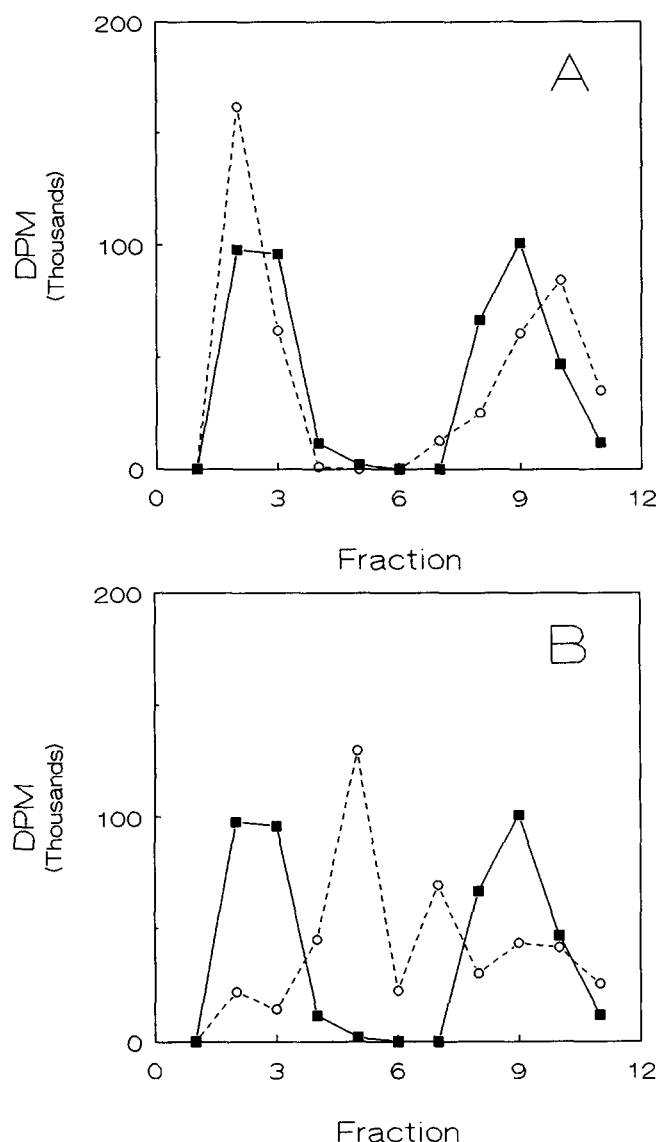 200
A
100
0
DPM
(Thousands)
0 3 6 9 12
Fraction
200
B
100
0
DPM
(Thousands)
0 3 6 9 12
Fraction